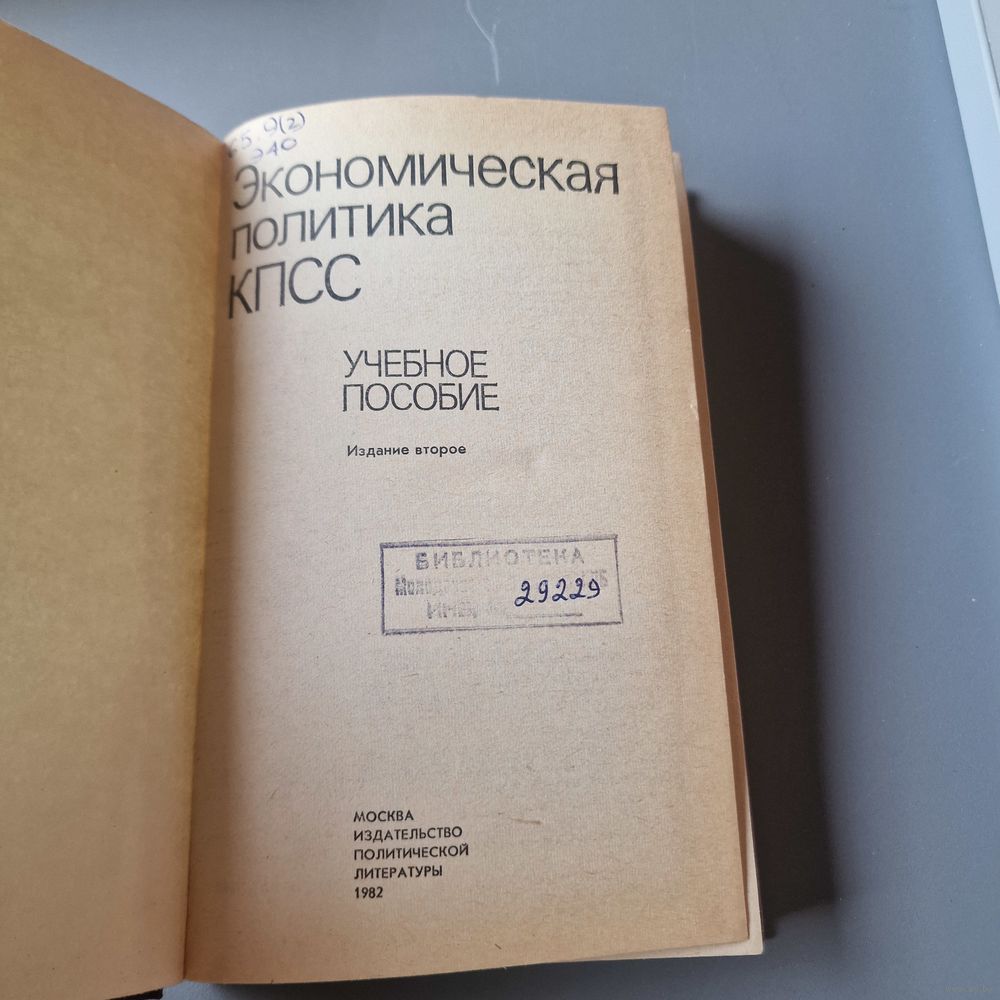 65.9(2)
Э40
Экономическая
политика
КПСС
УЧЕБНОЕ
ПОСОБИЕ
Издание второе
БИБЛИОТЕКА
29229
МОСКВА
ИЗДАТЕЛЬСТВО
ПОЛИТИЧЕСКОЙ
ЛИТЕРАТУРЫ
1982